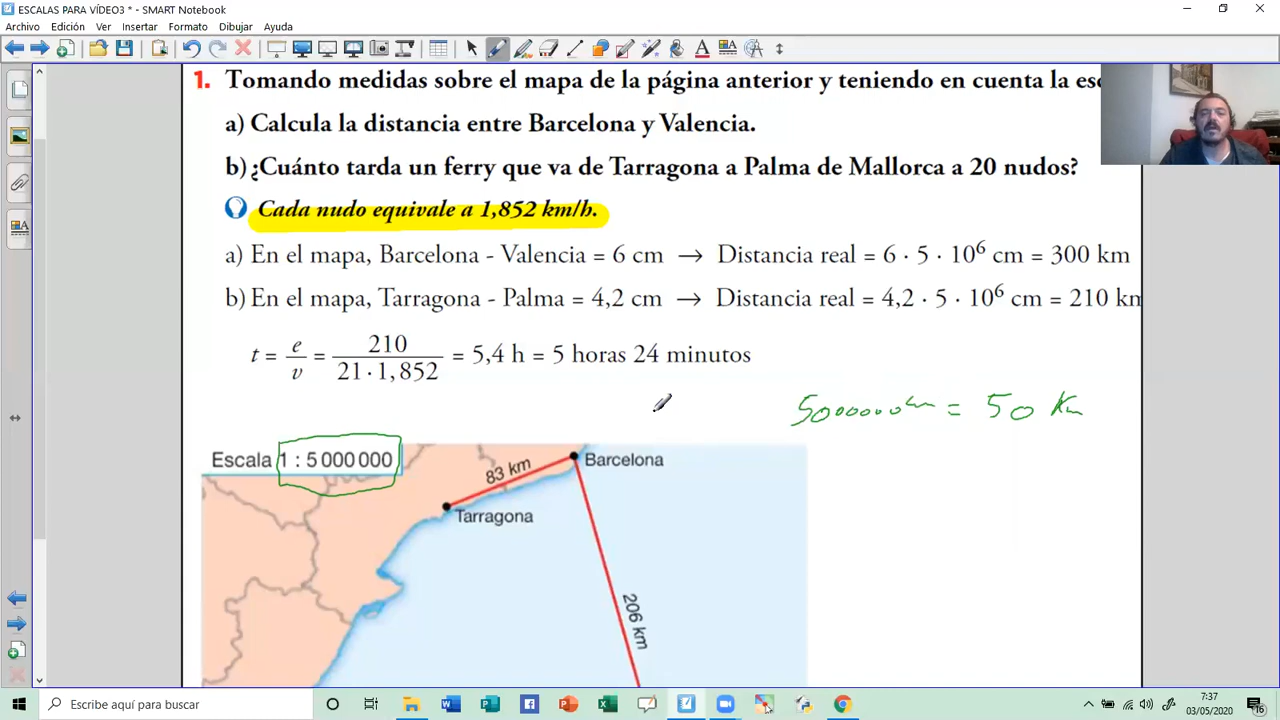 ESCALAS PARA VÍDEO3 * - SMART Notebook
Archivo Edición Ver Insertar Formato Dibujar Ayuda
1. Tomando medidas sobre el mapa de la página anterior y teniendo en cuenta la esc
a) Calcula la distancia entre Barcelona y Valencia.
b) ¿Cuánto tarda un ferry que va de Tarragona a Palma de Mallorca a 20 nudos?
Cada nudo equivale a 1,852 km/h.
a) En el mapa, Barcelona - Valencia = 6 cm → Distancia real = 6 · 5 · 10⁶ cm = 300 km
b) En el mapa, Tarragona - Palma = 4,2 cm → Distancia real = 4,2 · 5 · 10⁶ cm = 210 km
t = e/v = 210/(21 · 1,852) = 5,4 h = 5 horas 24 minutos
5000000 cm = 50 Km
Escala 1 : 5 000 000
83 km
Barcelona
Tarragona
206 km
Escribe aquí para buscar
7:37
03/05/2020
16